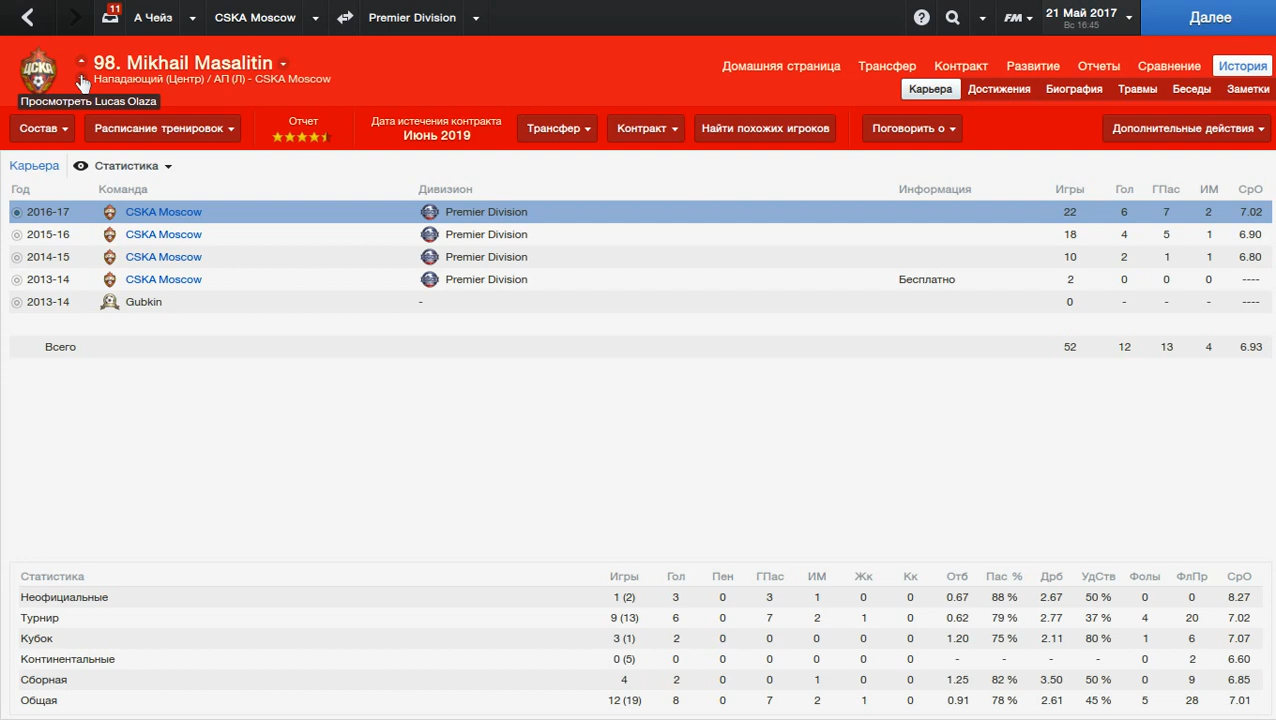 11 А Чейз CSKA Moscow Premier Division FM 21 Май 2017 Далее
Вс 16:45
98. Mikhail Masalitin
Нападающий (Центр) / АП (Л) - CSKA Moscow
Просмотреть Lucas Olaza
Домашняя страница Трансфер Контракт Развитие Отчеты Сравнение История
Карьера Достижения Биография Травмы Беседы Заметки
Состав Расписание тренировок Отчет Дата истечения контракта Трансфер Контракт Найти похожих игроков Поговорить о Дополнительные действия
Июнь 2019
Карьера Статистика
Год Команда Дивизион Информация Игры Гол ГПас ИМ СрО
2016-17 CSKA Moscow Premier Division 22 6 7 2 7.02
2015-16 CSKA Moscow Premier Division 18 4 5 1 6.90
2014-15 CSKA Moscow Premier Division 10 2 1 1 6.80
2013-14 CSKA Moscow Premier Division Бесплатно 2 0 0 0 ----
2013-14 Gubkin - 0 - - - ----
Всего 52 12 13 4 6.93
Статистика Игры Гол Пен ГПас ИМ Жк Кк Отб Пас % Дрб УдСтв Фолы ФлПр СрО
Неофициальные 1 (2) 3 0 3 1 0 0 0.67 88 % 2.67 50 % 0 0 8.27
Турнир 9 (13) 6 0 7 2 1 0 0.62 79 % 2.77 37 % 4 20 7.02
Кубок 3 (1) 2 0 0 0 0 0 1.20 75 % 2.11 80 % 1 6 7.07
Континентальные 0 (5) 0 0 0 0 0 0 - - - - 0 2 6.60
Сборная 4 2 0 0 1 0 0 1.25 82 % 3.50 50 % 0 9 6.85
Общая 12 (19) 8 0 7 2 1 0 0.91 78 % 2.61 45 % 5 28 7.01